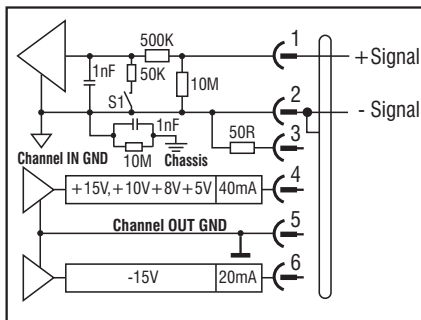 500K
1
+Signal
1nF
50K
10M
S1
2
- Signal
1nF
50R
3
Channel IN GND
10M
Chassis
+15V,+10V+8V+5V
40mA
4
Channel OUT GND
5
-15V
20mA
6